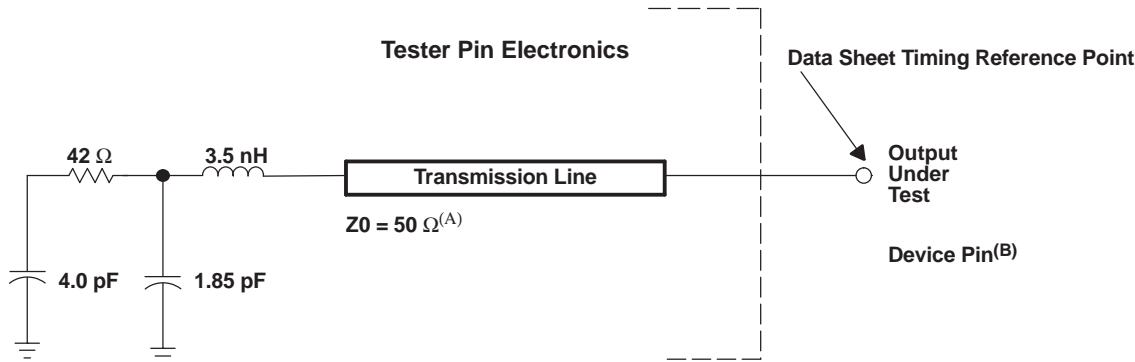 Tester Pin Electronics
Data Sheet Timing Reference Point
42 Ω
3.5 nH
Transmission Line
Output
Under
Test
Z0 = 50 Ω(A)
Device Pin(B)
4.0 pF
1.85 pF